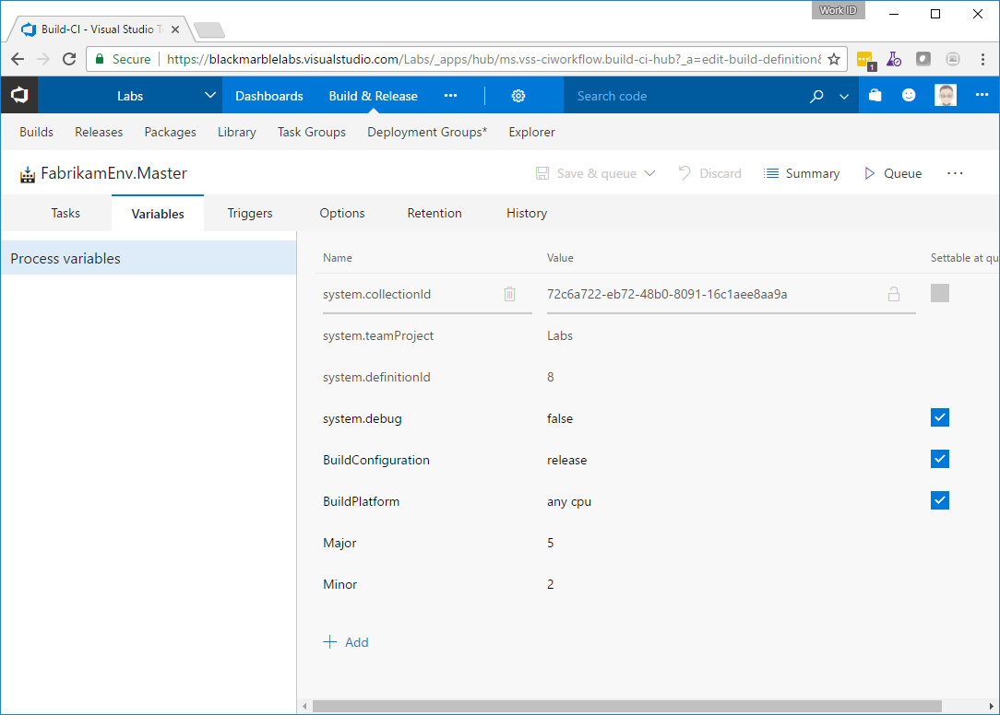 Work ID
Build-CI - Visual Studio T
Secure https://blackmarblelabs.visualstudio.com/Labs/_apps/hub/ms.vss-ciworkflow.build-ci-hub?_a=edit-build-definition&
1
Labs Dashboards Build & Release ••• Search code •••
Builds Releases Packages Library Task Groups Deployment Groups* Explorer
FabrikamEnv.Master Save & queue Discard Summary Queue ···
Tasks Variables Triggers Options Retention History
Process variables
Name Value Settable at qu
system.collectionId 72c6a722-eb72-48b0-8091-16c1aee8aa9a
system.teamProject Labs
system.definitionId 8
system.debug false
BuildConfiguration release
BuildPlatform any cpu
Major 5
Minor 2
+ Add